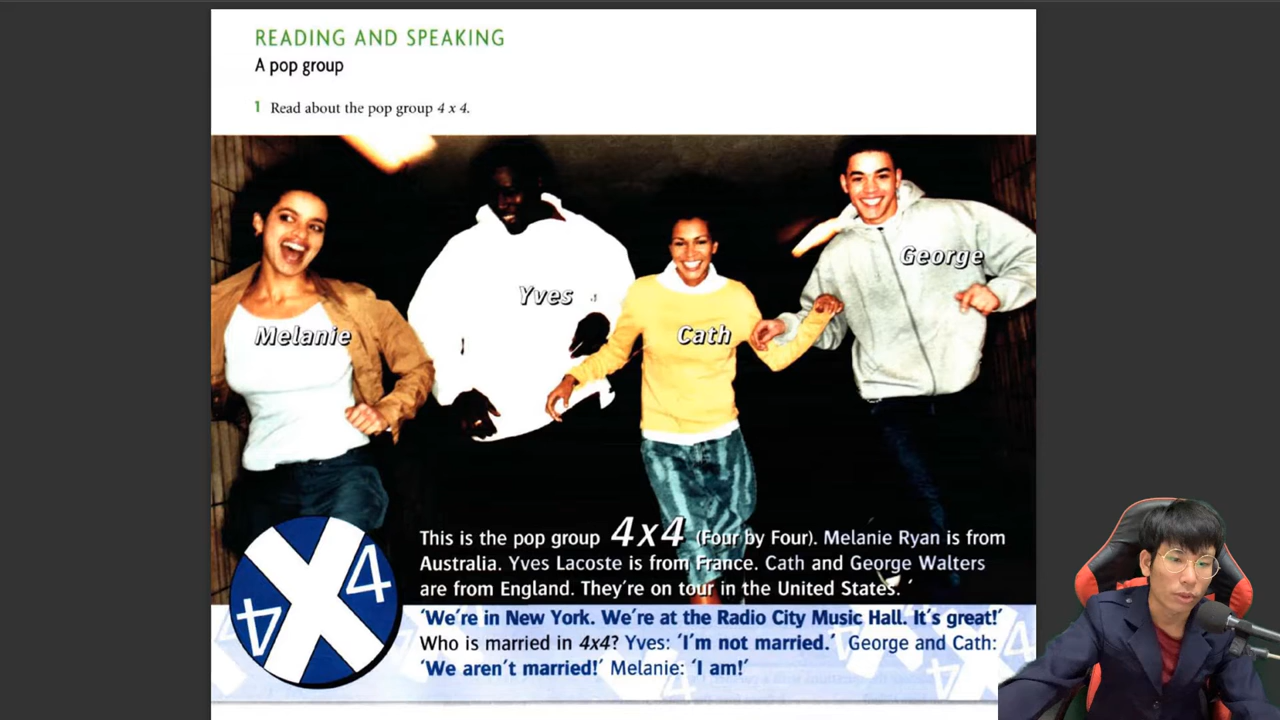 READING AND SPEAKING
A pop group
1 Read about the pop group 4 x 4.
Melanie
Yves
Cath
George
This is the pop group 4x4 (Four by Four). Melanie Ryan is from
Australia. Yves Lacoste is from France. Cath and George Walters
are from England. They're on tour in the United States.
'We're in New York. We're at the Radio City Music Hall. It's great!'
Who is married in 4x4? Yves: 'I'm not married.' George and Cath:
'We aren't married!' Melanie: 'I am!'
4 x 4